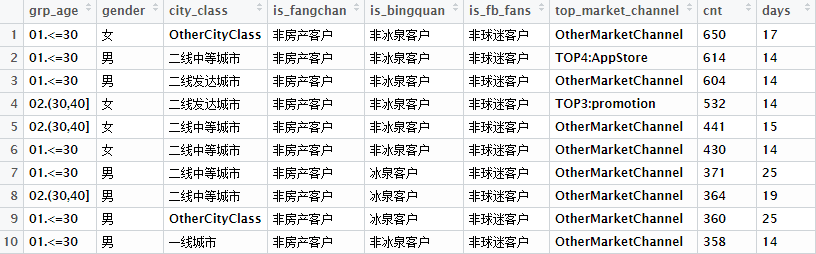 grp_age gender city_class is_fangchan is_bingquan is_fb_fans top_market_channel cnt days
1 01.<=30 女 OtherCityClass 非房产客户 非冰泉客户 非球迷客户 OtherMarketChannel 650 17
2 01.<=30 男 二线中等城市 非房产客户 非冰泉客户 非球迷客户 TOP4:AppStore 614 14
3 01.<=30 男 二线发达城市 非房产客户 非冰泉客户 非球迷客户 OtherMarketChannel 604 14
4 02.(30,40] 女 二线发达城市 非房产客户 非冰泉客户 非球迷客户 TOP3:promotion 532 14
5 02.(30,40] 女 二线中等城市 非房产客户 非冰泉客户 非球迷客户 OtherMarketChannel 441 15
6 01.<=30 女 二线中等城市 非房产客户 非冰泉客户 非球迷客户 OtherMarketChannel 430 14
7 01.<=30 男 二线中等城市 非房产客户 冰泉客户 非球迷客户 OtherMarketChannel 371 25
8 02.(30,40] 男 二线中等城市 非房产客户 冰泉客户 非球迷客户 OtherMarketChannel 364 19
9 01.<=30 男 OtherCityClass 非房产客户 冰泉客户 非球迷客户 OtherMarketChannel 360 25
10 01.<=30 男 一线城市 非房产客户 非冰泉客户 非球迷客户 OtherMarketChannel 358 14